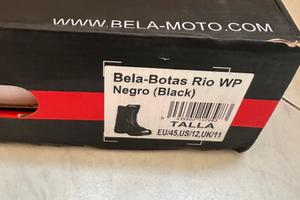 WWW.BELA-MOTO.COM
Bela-Botas Rio WP
Negro (Black)
TALLA
EU/45,US/12,UK/11